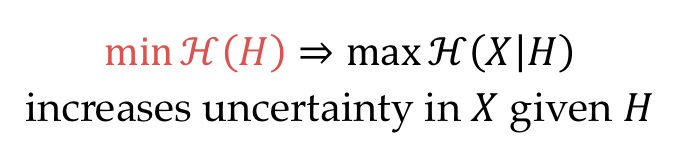 min ℋ(H) ⇒ max ℋ(X|H)
increases uncertainty in X given H